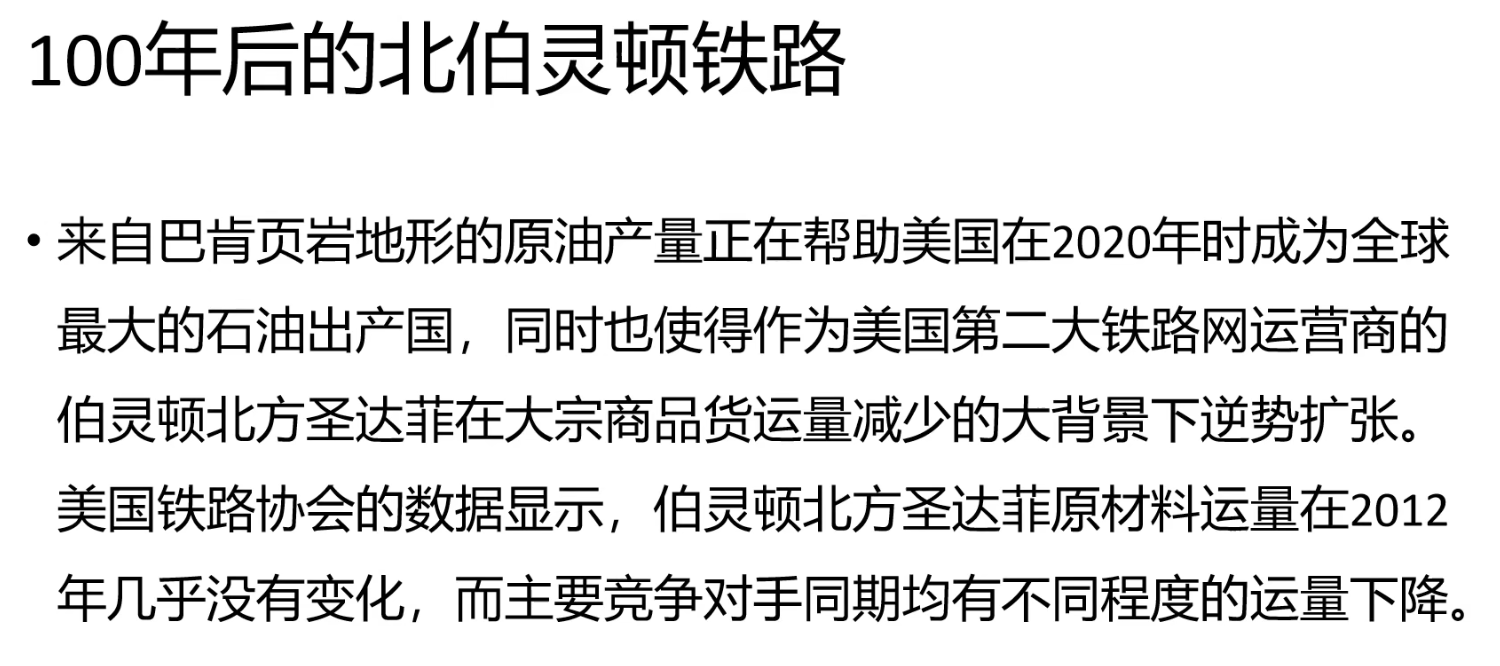 100年后的北伯灵顿铁路
• 来自巴肯页岩地形的原油产量正在帮助美国在2020年时成为全球
最大的石油出产国，同时也使得作为美国第二大铁路网运营商的
伯灵顿北方圣达菲在大宗商品货运量减少的大背景下逆势扩张。
美国铁路协会的数据显示，伯灵顿北方圣达菲原材料运量在2012
年几乎没有变化，而主要竞争对手同期均有不同程度的运量下降。